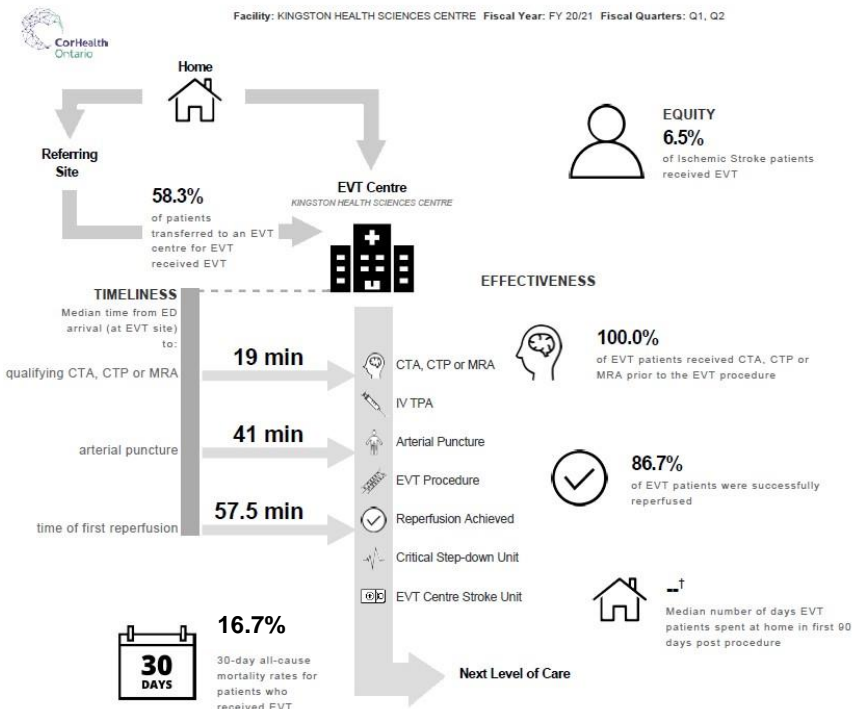 Facility: KINGSTON HEALTH SCIENCES CENTRE Fiscal Year: FY 20/21 Fiscal Quarters: Q1, Q2
CorHealth
Ontario
Home
Referring
Site
58.3%
of patients
transferred to an EVT
centre for EVT
received EVT
EVT Centre
KINGSTON HEALTH SCIENCES CENTRE
EQUITY
6.5%
of Ischemic Stroke patients
received EVT
TIMELINESS
Median time from ED
arrival (at EVT site)
to:
qualifying CTA, CTP or MRA
19 min
arterial puncture
41 min
time of first reperfusion
57.5 min
CTA, CTP or MRA
IV TPA
Arterial Puncture
EVT Procedure
Reperfusion Achieved
Critical Step-down Unit
EVT Centre Stroke Unit
Next Level of Care
EFFECTIVENESS
100.0%
of EVT patients received CTA, CTP or
MRA prior to the EVT procedure
86.7%
of EVT patients were successfully
reperfused
--†
Median number of days EVT
patients spent at home in first 90
days post procedure
30
DAYS
16.7%
30-day all-cause
mortality rates for
patients who
received EVT